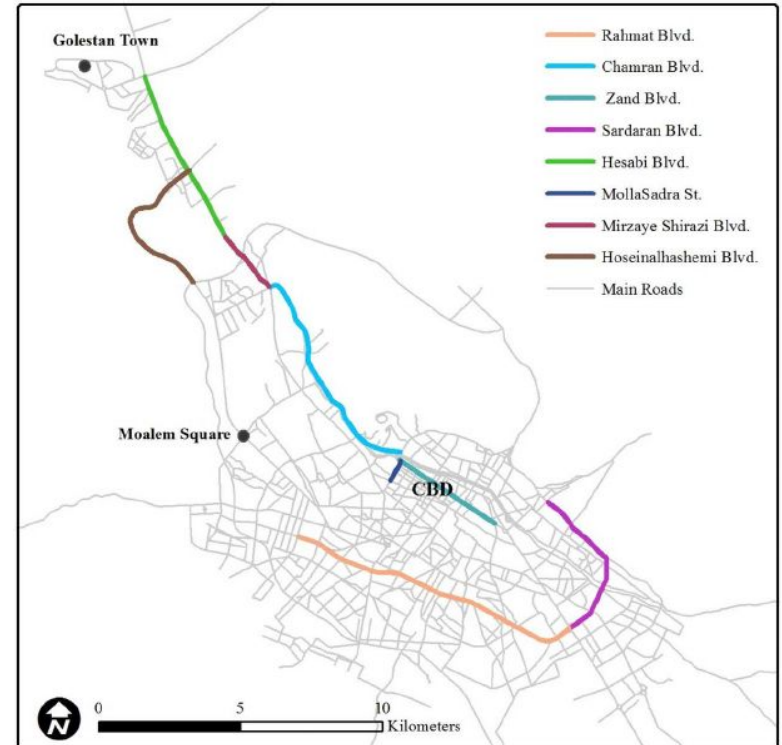 Golestan Town
Rahmat Blvd.
Chamran Blvd.
Zand Blvd.
Sardaran Blvd.
Hesabi Blvd.
MollaSadra St.
Mirzaye Shirazi Blvd.
Hoseinalhashemi Blvd.
Main Roads
Moalem Square
CBD
N
0 5 10
Kilometers